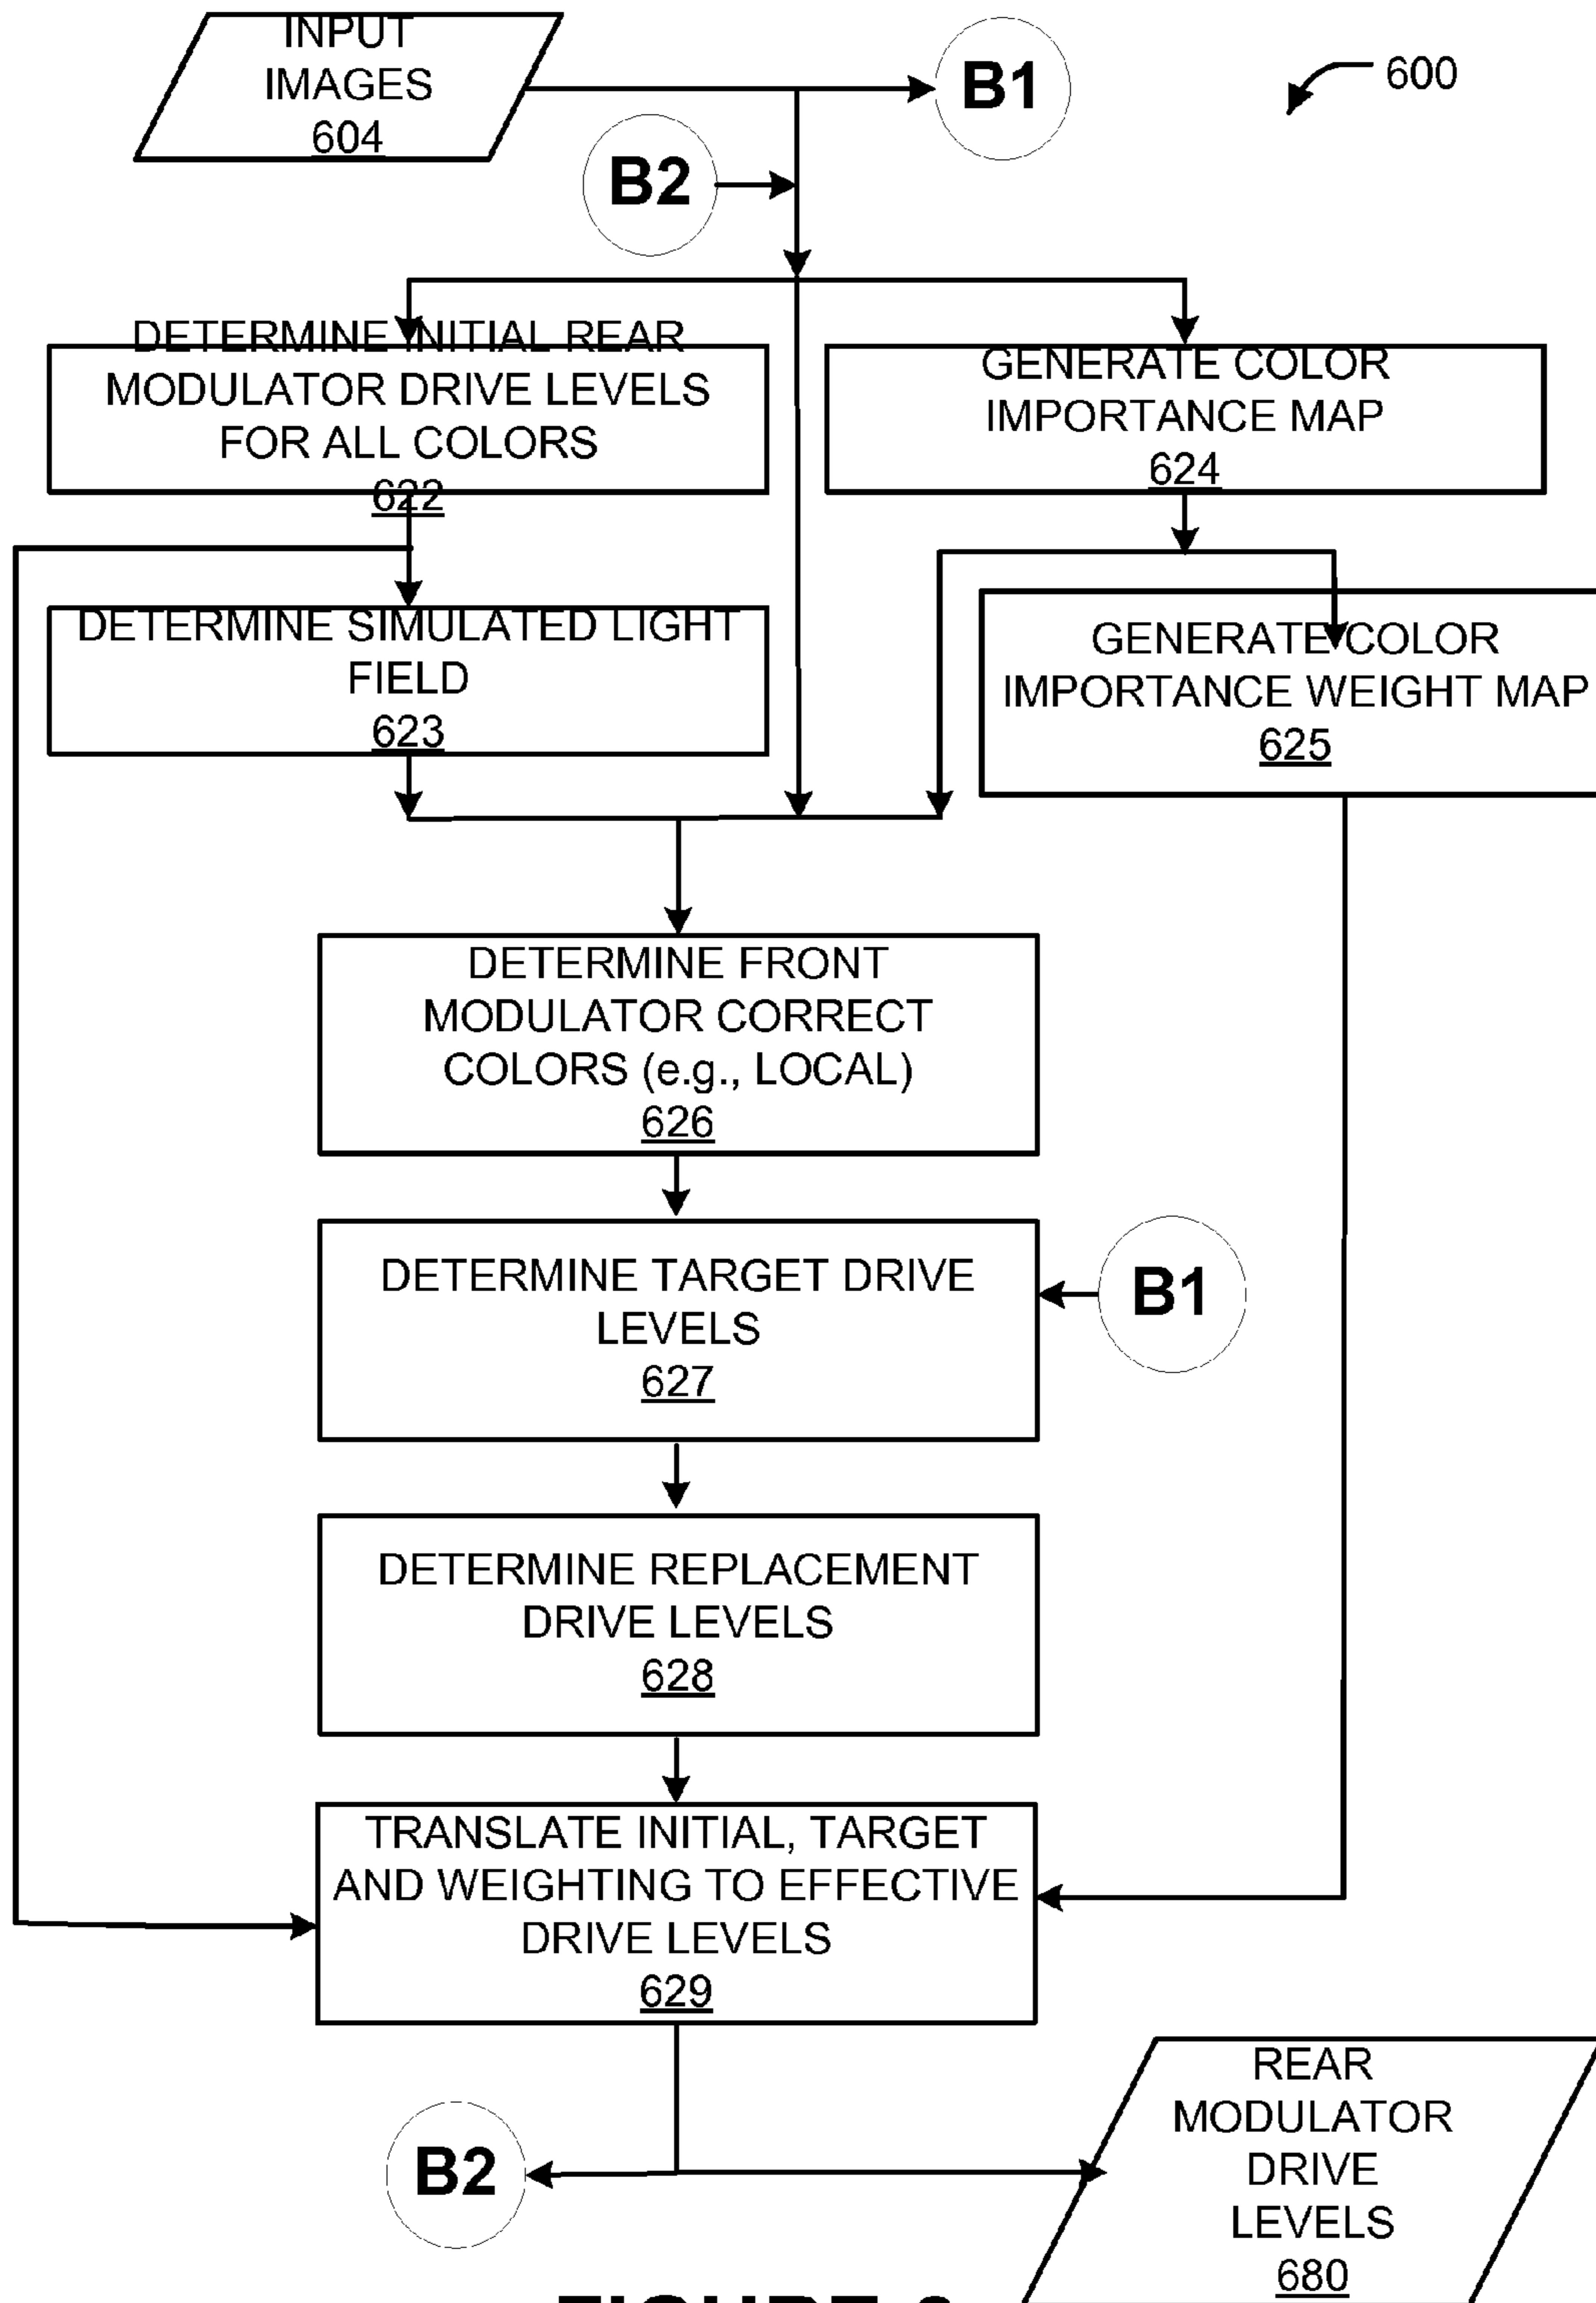 INPUT
IMAGES
604
B1
600
B2
DETERMINE INITIAL REAR
MODULATOR DRIVE LEVELS
FOR ALL COLORS
622
GENERATE COLOR
IMPORTANCE MAP
624
DETERMINE SIMULATED LIGHT
FIELD
623
GENERATE COLOR
IMPORTANCE WEIGHT MAP
625
DETERMINE FRONT
MODULATOR CORRECT
COLORS (e.g., LOCAL)
626
DETERMINE TARGET DRIVE
LEVELS
627
B1
DETERMINE REPLACEMENT
DRIVE LEVELS
628
TRANSLATE INITIAL, TARGET
AND WEIGHTING TO EFFECTIVE
DRIVE LEVELS
629
B2
REAR
MODULATOR
DRIVE
LEVELS
680